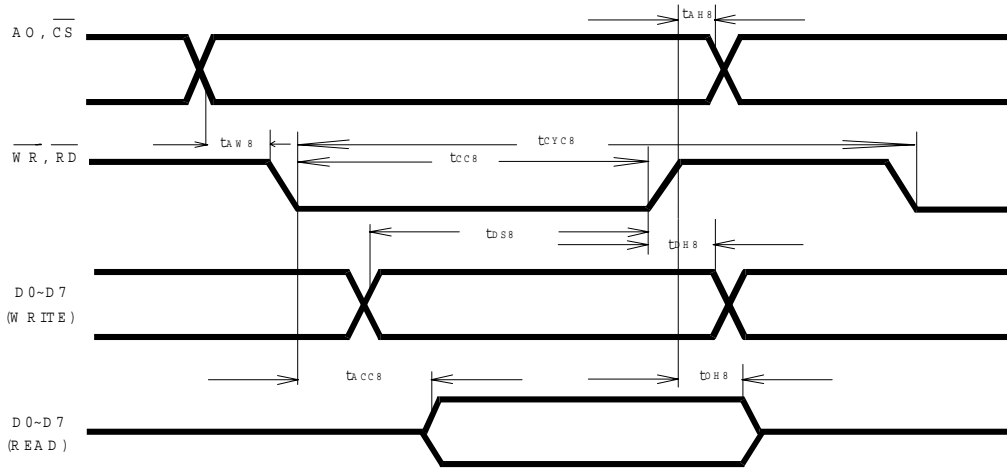 tAH8
A0, CS
tAW8
tCYC8
WR, RD
tCC8
tDS8
tDH8
D0~D7
(WRITE)
tACC8
tOH8
D0~D7
(READ)